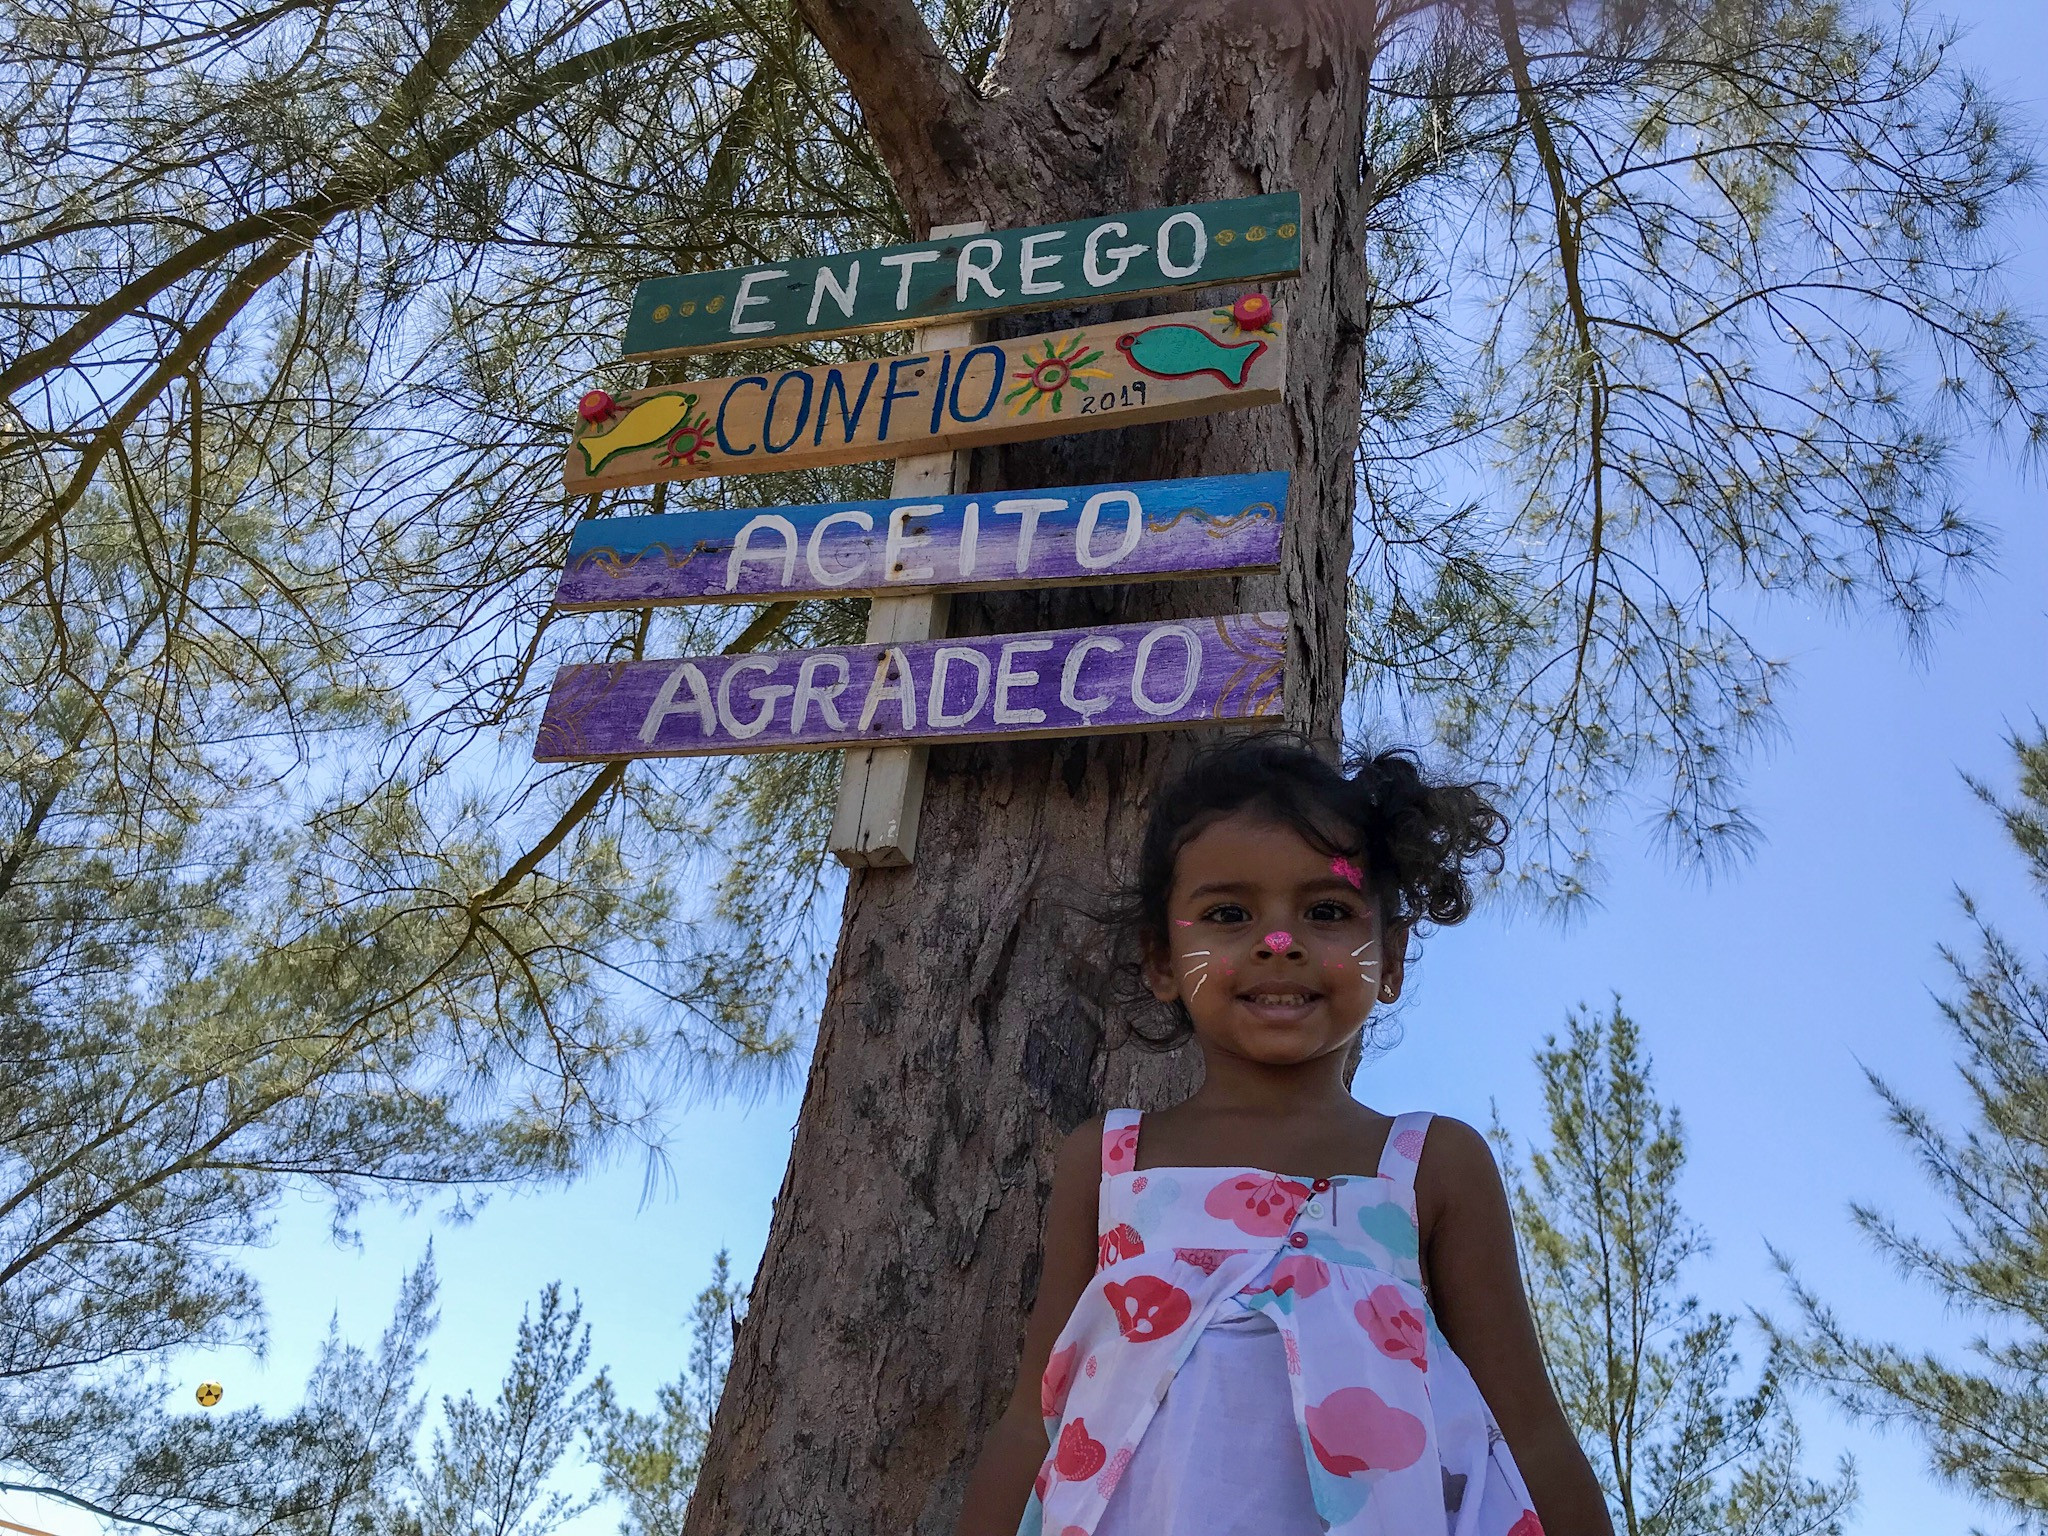 ENTREGO
CONFIO 2019
ACEITO
AGRADEÇO